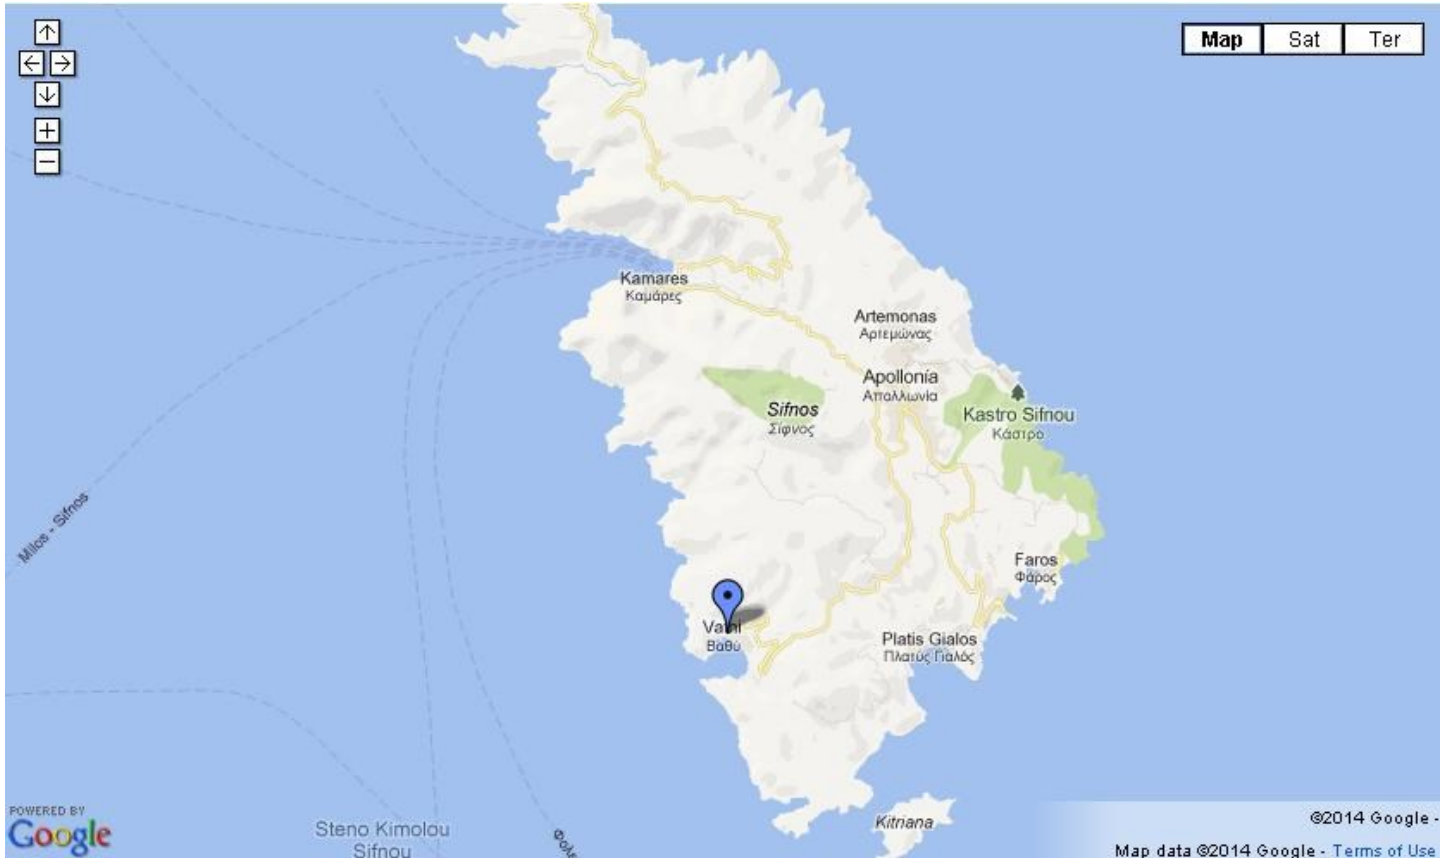 Map Sat Ter
Kamares
Καμάρες
Artemonas
Αρτεμώνας
Apollonía
Απολλωνία
Sifnos
Σίφνος
Kastro Sifnou
Κάστρο
Milos - Sifnos
Faros
Φάρος
Vathi
Βαθύ
Platis Gialos
Πλατύς Γιαλός
POWERED BY
Google
Steno Kimolou
Sifnou
Kitriana
©2014 Google -
Map data ©2014 Google - Terms of Use